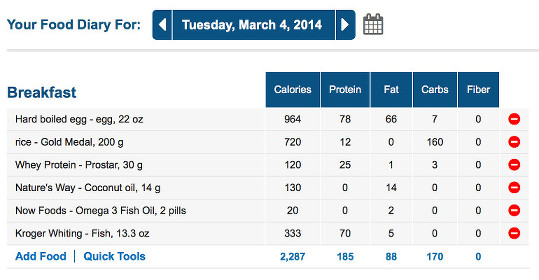 Your Food Diary For: Tuesday, March 4, 2014
Breakfast Calories Protein Fat Carbs Fiber
Hard boiled egg - egg, 22 oz 964 78 66 7 0
rice - Gold Medal, 200 g 720 12 0 160 0
Whey Protein - Prostar, 30 g 120 25 1 3 0
Nature's Way - Coconut oil, 14 g 130 0 14 0 0
Now Foods - Omega 3 Fish Oil, 2 pills 20 0 2 0 0
Kroger Whiting - Fish, 13.3 oz 333 70 5 0 0
Add Food | Quick Tools 2,287 185 88 170 0